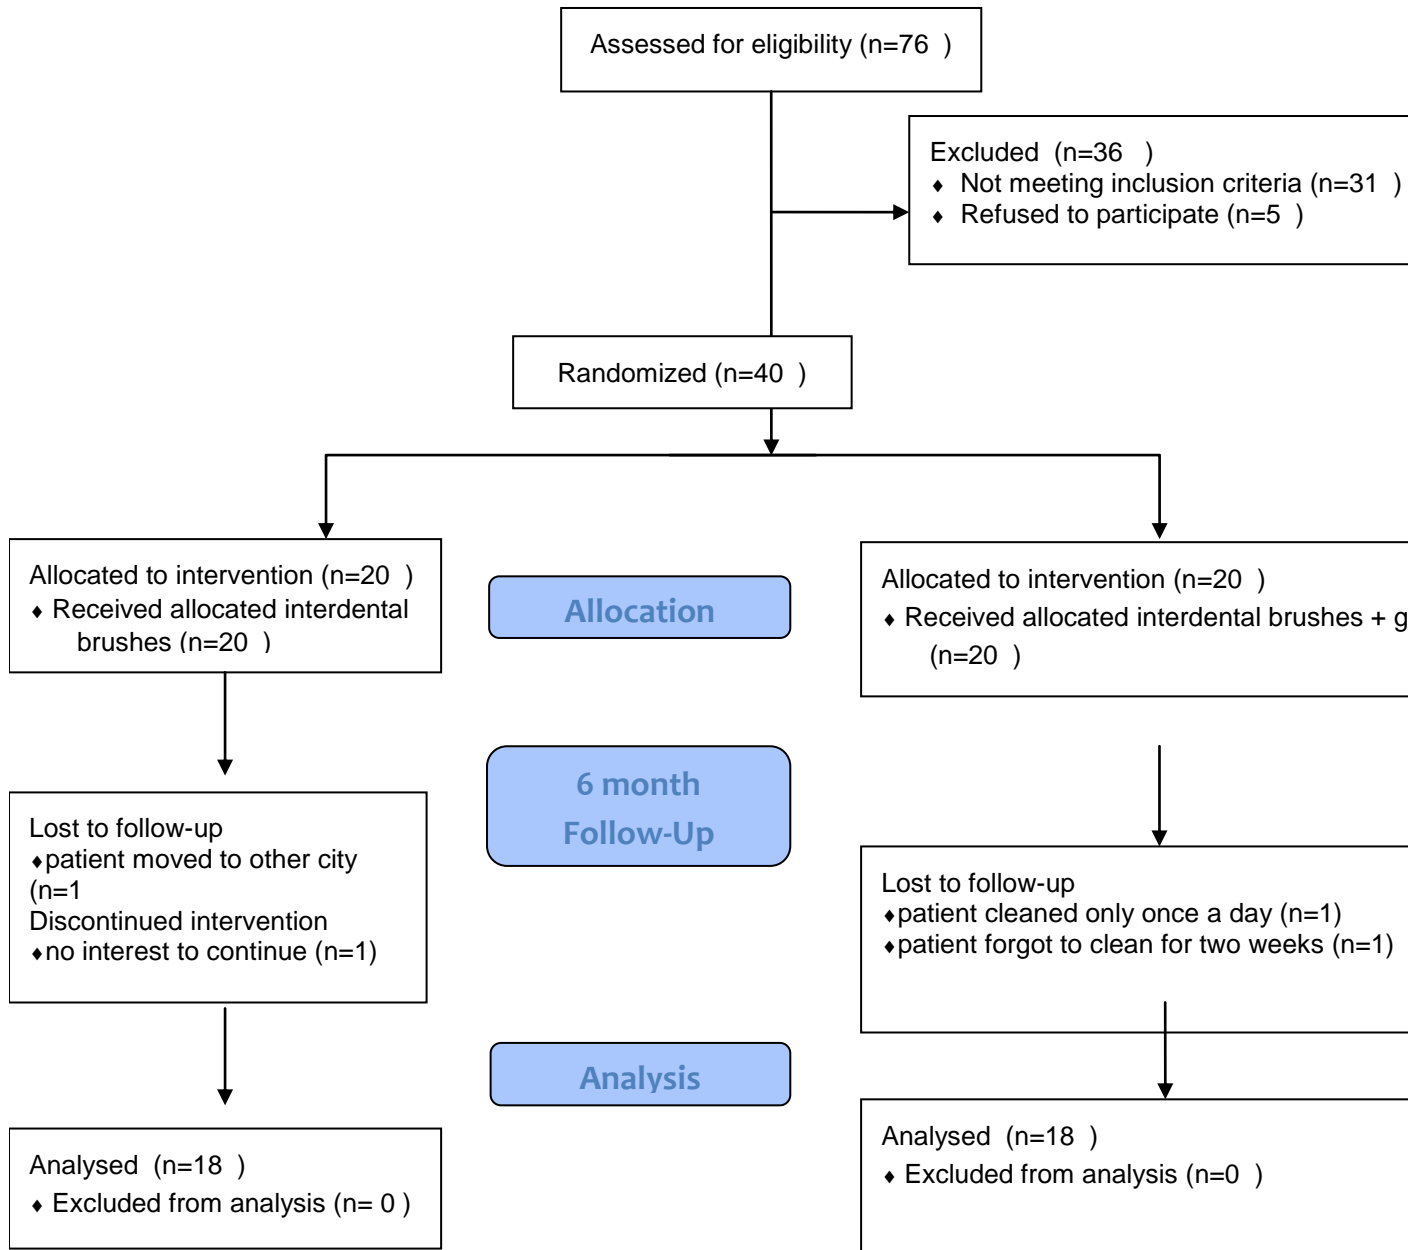 Assessed for eligibility (n=76 )
Excluded (n=36 )
♦ Not meeting inclusion criteria (n=31 )
♦ Refused to participate (n=5 )
Randomized (n=40 )
Allocated to intervention (n=20 )
♦ Received allocated interdental
brushes (n=20 )
Allocation
Allocated to intervention (n=20 )
♦ Received allocated interdental brushes + g
(n=20 )
6 month
Follow-Up
Lost to follow-up
♦patient moved to other city
(n=1
Discontinued intervention
♦no interest to continue (n=1)
Lost to follow-up
♦patient cleaned only once a day (n=1)
♦patient forgot to clean for two weeks (n=1)
Analysis
Analysed (n=18 )
♦ Excluded from analysis (n= 0 )
Analysed (n=18 )
♦ Excluded from analysis (n=0 )